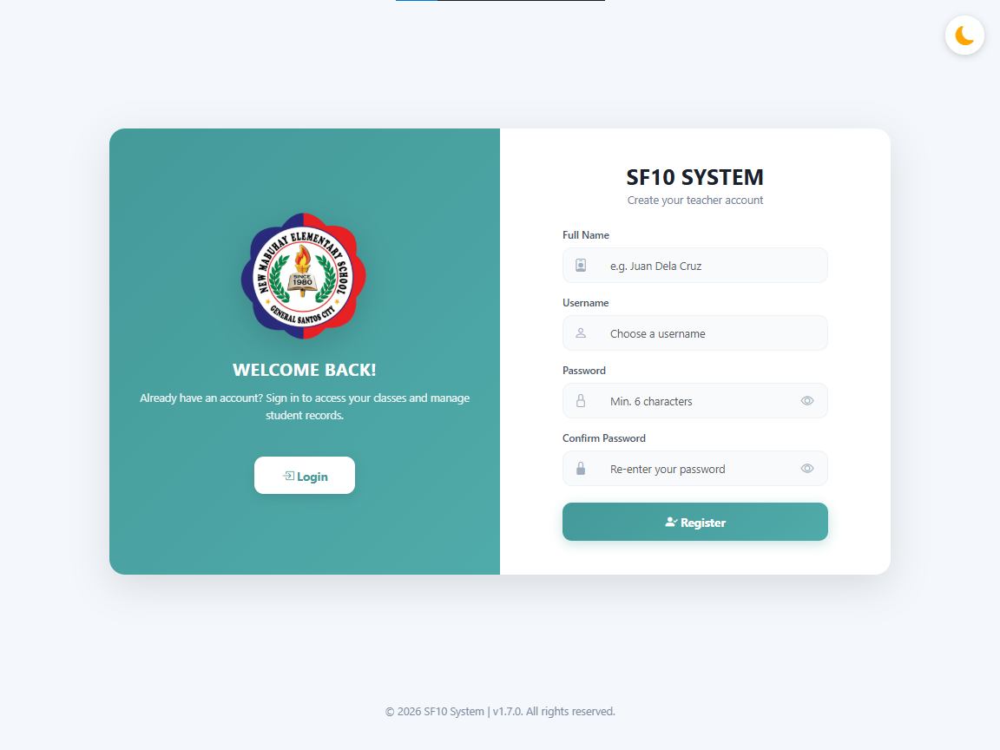 NEW MABUHAY ELEMENTARY SCHOOL
SINCE
1980
GENERAL SANTOS CITY
WELCOME BACK!
Already have an account? Sign in to access your classes and manage
student records.
Login
SF10 SYSTEM
Create your teacher account
Full Name
e.g. Juan Dela Cruz
Username
Choose a username
Password
Min. 6 characters
Confirm Password
Re-enter your password
Register
© 2026 SF10 System | v1.7.0. All rights reserved.